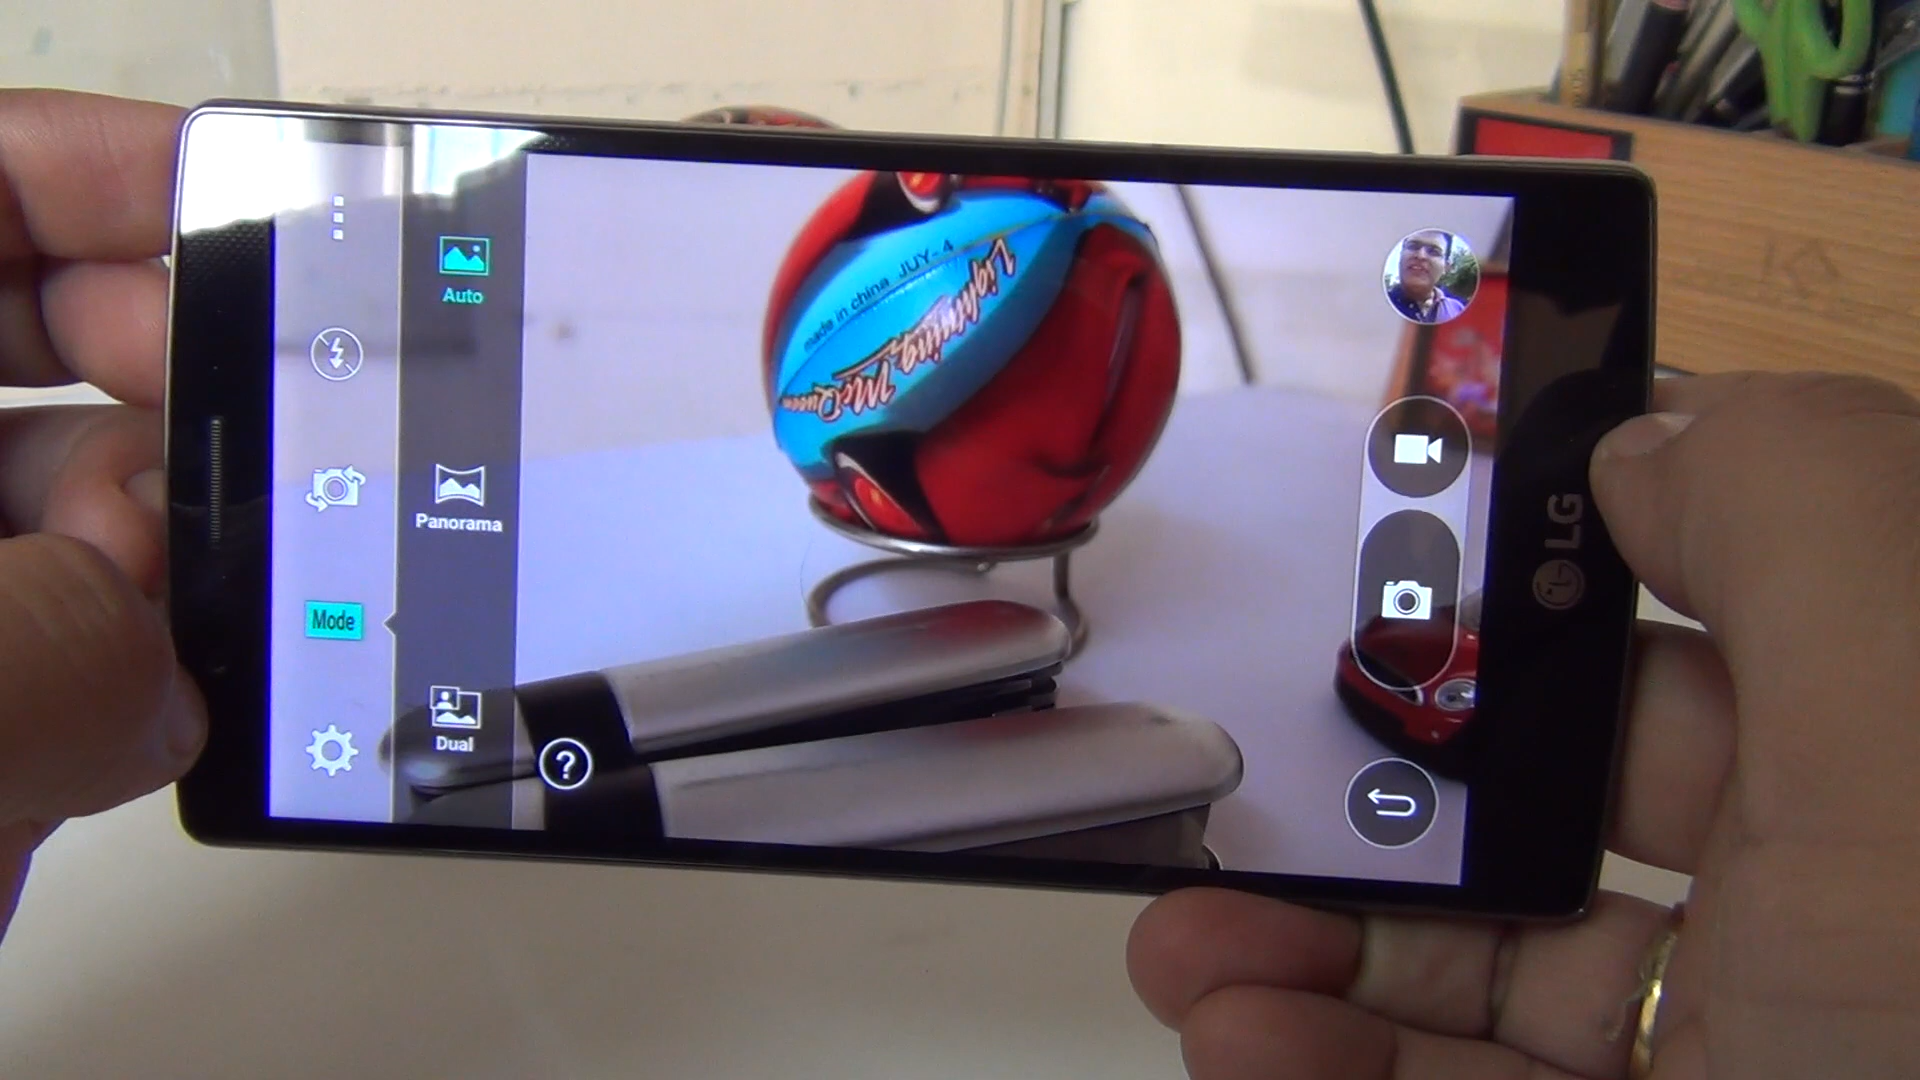 Auto
Panorama
Mode
Dual
?
made in china JUY-4
Lightning McQueen
LG